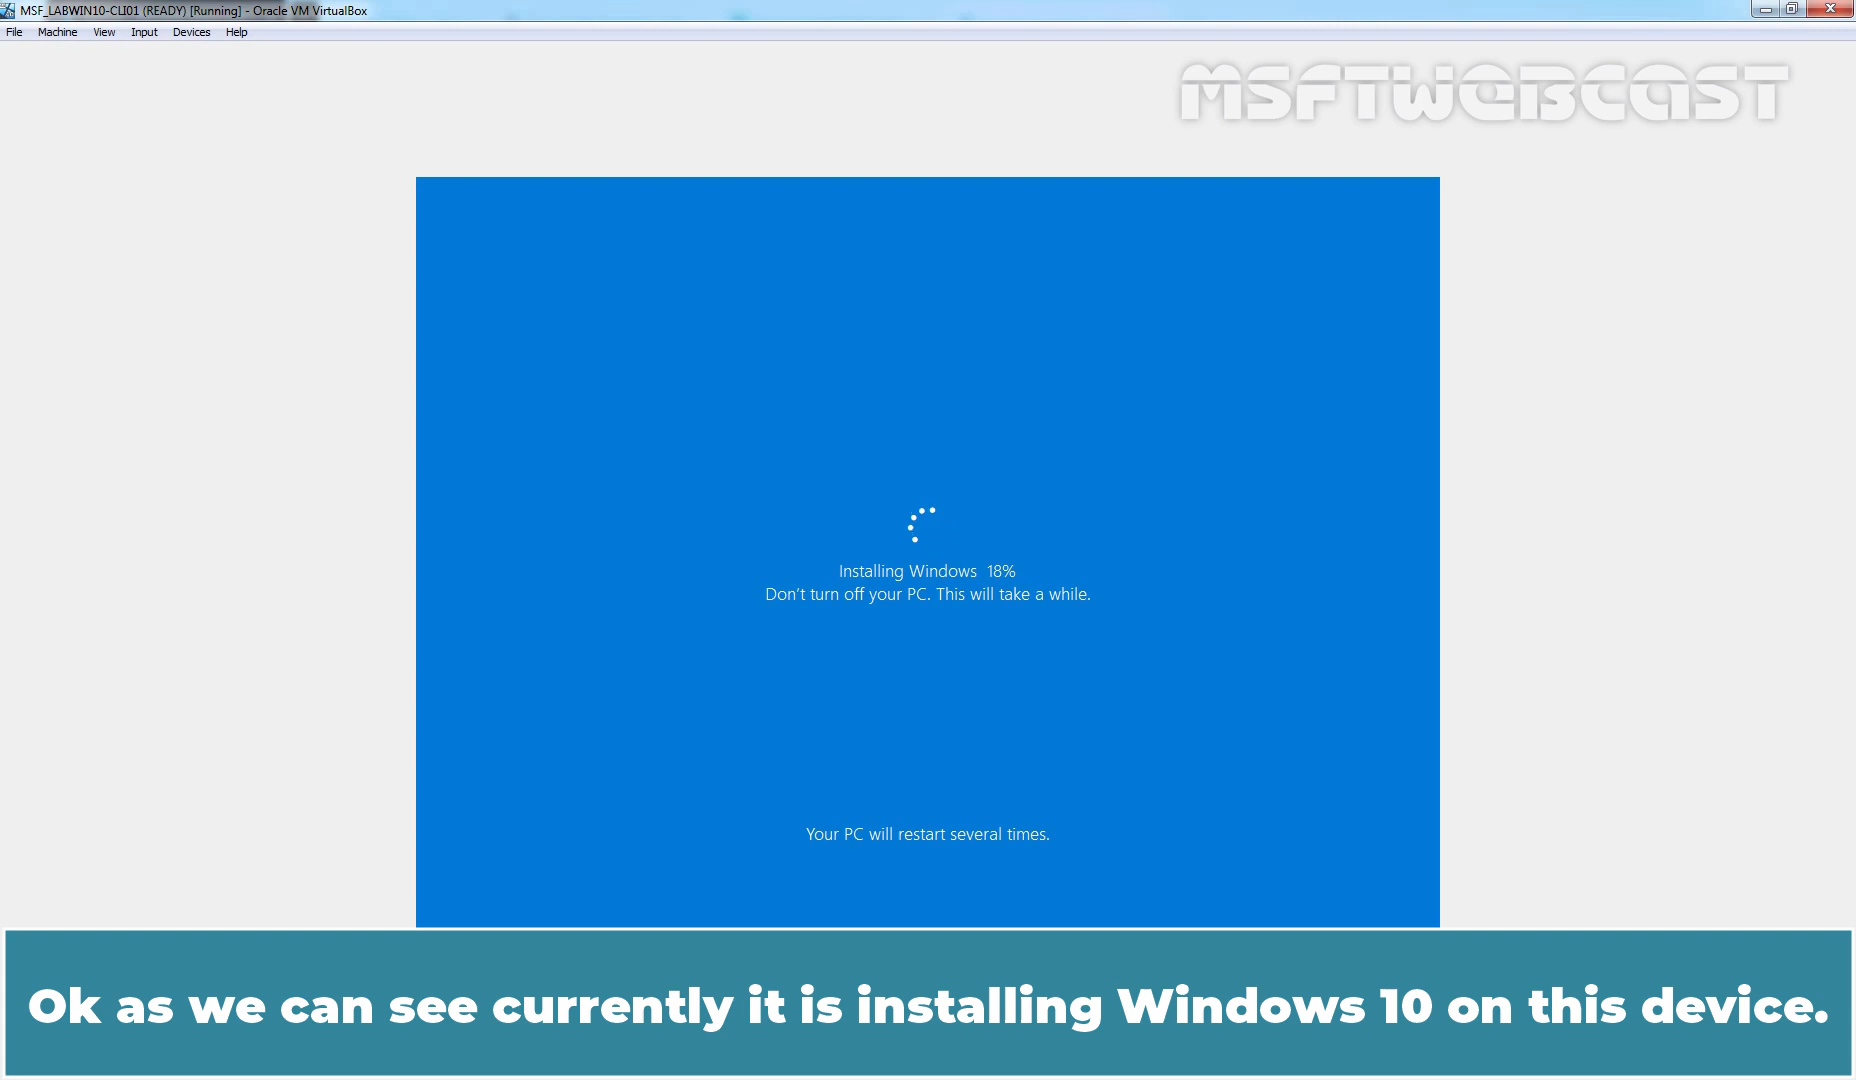 MSF_LABWIN10-CLI01 (READY) [Running] - Oracle VM VirtualBox
File Machine View Input Devices Help
MSFTWEBCAST
Installing Windows 18%
Don't turn off your PC. This will take a while.
Your PC will restart several times.
Ok as we can see currently it is installing Windows 10 on this device.